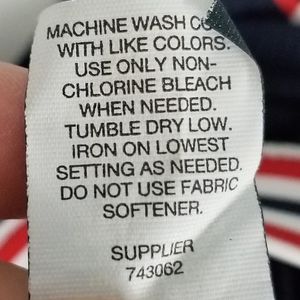 MACHINE WASH
WITH LIKE COLORS.
USE ONLY NON-
CHLORINE BLEACH
WHEN NEEDED.
TUMBLE DRY LOW.
IRON ON LOWEST
SETTING AS NEEDED.
DO NOT USE FABRIC
SOFTENER.
SUPPLIER
743062